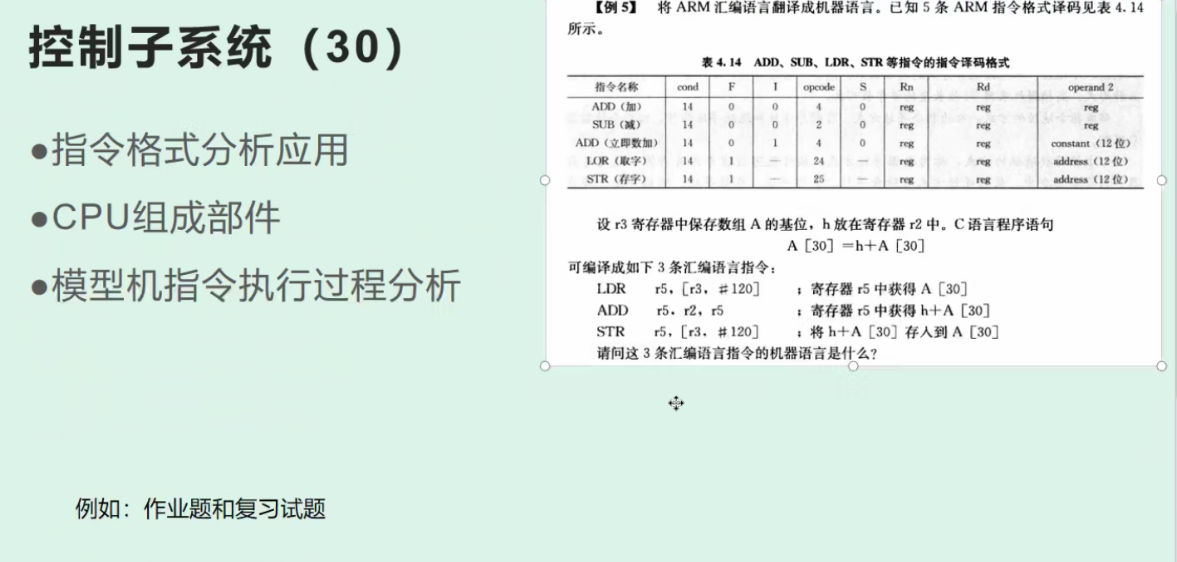 控制子系统（30）
●指令格式分析应用
●CPU组成部件
●模型机指令执行过程分析
例如：作业题和复习试题
【例 5】 将 ARM 汇编语言翻译成机器语言。已知 5 条 ARM 指令格式译码见表 4.14
所示。
表 4.14 ADD、SUB、LDR、STR 等指令的指令译码格式
指令名称 cond F I opcode S Rn Rd operand 2
ADD（加） 14 0 0 4 0 reg reg reg
SUB（减） 14 0 0 2 0 reg reg reg
ADD（立即数加） 14 0 1 4 0 reg reg constant（12 位）
LOR（取字） 14 1 — 24 — reg reg address（12 位）
STR（存字） 14 1 — 25 — reg reg address（12 位）
设 r3 寄存器中保存数组 A 的基位，h 放在寄存器 r2 中。C 语言程序语句
A［30］＝h＋A［30］
可编译成如下 3 条汇编语言指令：
LDR r5，［r3，＃120］ ；寄存器 r5 中获得 A［30］
ADD r5，r2，r5 ；寄存器 r5 中获得 h＋A［30］
STR r5，［r3，＃120］ ；将 h＋A［30］存人到 A［30］
请问这 3 条汇编语言指令的机器语言是什么？